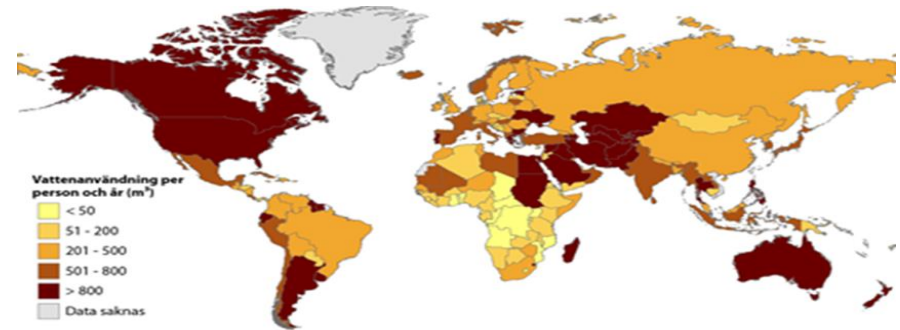 Vattenanvändning per
person och år (m³)
< 50
51 - 200
201 - 500
501 - 800
> 800
Data saknas